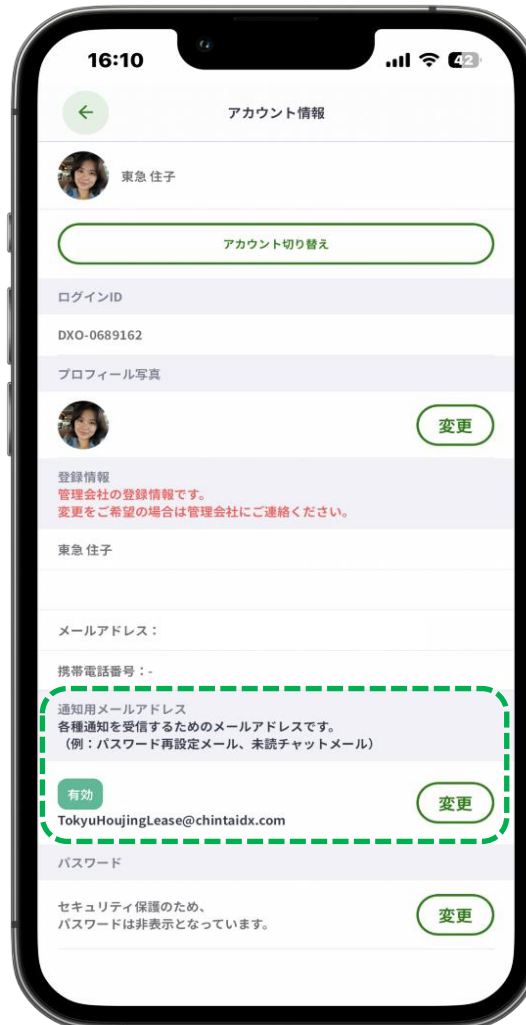 16:10
42
アカウント情報
東急 住子
アカウント切り替え
ログインID
DXO-0689162
プロフィール写真
変更
登録情報
管理会社の登録情報です。
変更をご希望の場合は管理会社にご連絡ください。
東急 住子
メールアドレス：
携帯電話番号：-
通知用メールアドレス
各種通知を受信するためのメールアドレスです。
（例：パスワード再設定メール、未読チャットメール）
有効
変更
TokyuHoujingLease@chintaidx.com
パスワード
セキュリティ保護のため、
パスワードは非表示となっています。
変更